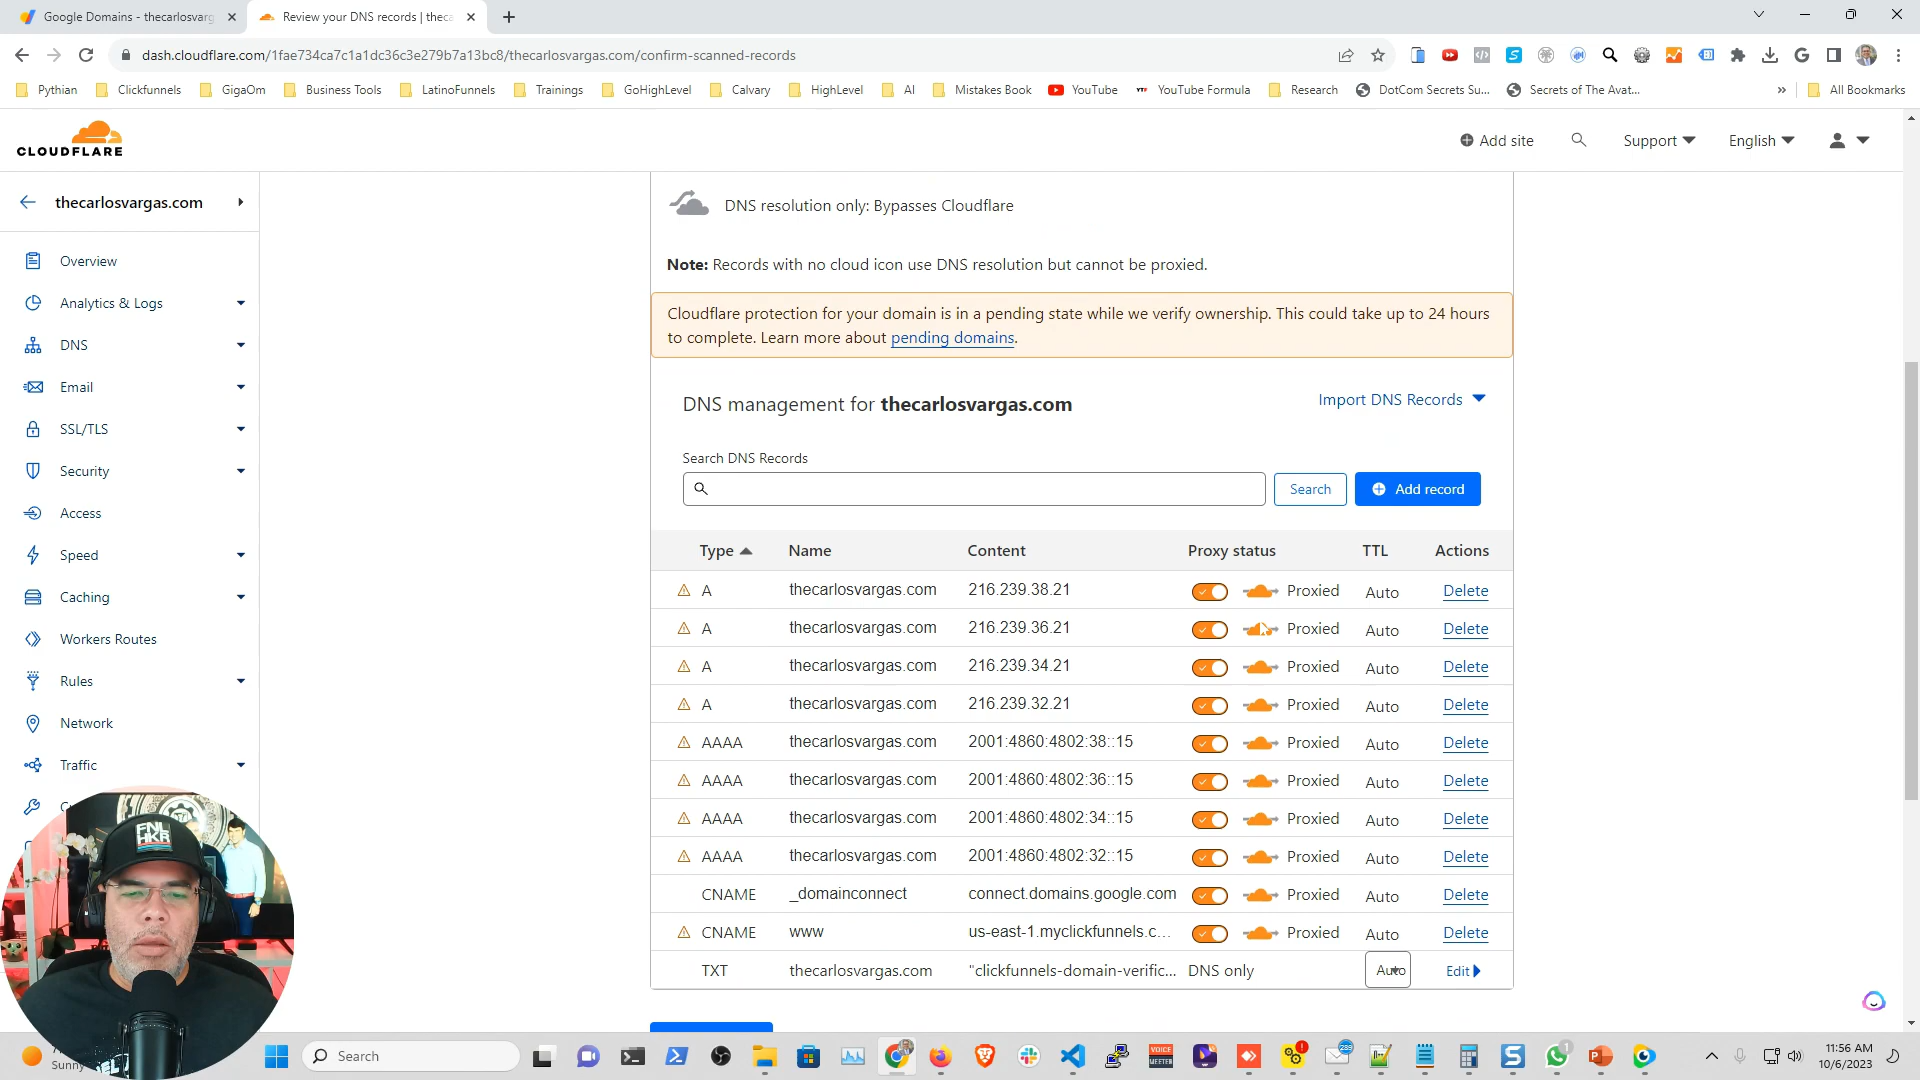 Google Domains - thecarlosvarg
Review your DNS records | theca
dash.cloudflare.com/1fae734ca7c1a1dc36c3e279b7a13bc8/thecarlosvargas.com/confirm-scanned-records
Pythian Clickfunnels GigaOm Business Tools LatinoFunnels Trainings GoHighLevel Calvary HighLevel AI Mistakes Book YouTube YouTube Formula Research DotCom Secrets Su... Secrets of The Avat... » All Bookmarks
CLOUDFLARE
Add site Support English
thecarlosvargas.com
Overview
Analytics & Logs
DNS
Email
SSL/TLS
Security
Access
Speed
Caching
Workers Routes
Rules
Network
Traffic
DNS resolution only: Bypasses Cloudflare
Note: Records with no cloud icon use DNS resolution but cannot be proxied.
Cloudflare protection for your domain is in a pending state while we verify ownership. This could take up to 24 hours
to complete. Learn more about pending domains.
DNS management for thecarlosvargas.com
Import DNS Records
Search DNS Records
Search Add record
Type Name Content Proxy status TTL Actions
A thecarlosvargas.com 216.239.38.21 Proxied Auto Delete
A thecarlosvargas.com 216.239.36.21 Proxied Auto Delete
A thecarlosvargas.com 216.239.34.21 Proxied Auto Delete
A thecarlosvargas.com 216.239.32.21 Proxied Auto Delete
AAAA thecarlosvargas.com 2001:4860:4802:38::15 Proxied Auto Delete
AAAA thecarlosvargas.com 2001:4860:4802:36::15 Proxied Auto Delete
AAAA thecarlosvargas.com 2001:4860:4802:34::15 Proxied Auto Delete
AAAA thecarlosvargas.com 2001:4860:4802:32::15 Proxied Auto Delete
CNAME _domainconnect connect.domains.google.com Proxied Auto Delete
CNAME www us-east-1.myclickfunnels.c... Proxied Auto Delete
TXT thecarlosvargas.com "clickfunnels-domain-verific... DNS only Auto Edit
FNL
HKR
Sunny
Search
VOICE
MEETER
289
1
11:56 AM
10/6/2023